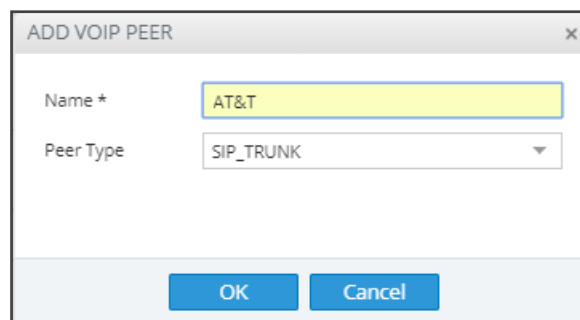 ADD VOIP PEER ×
Name * AT&T
Peer Type SIP_TRUNK
OK Cancel